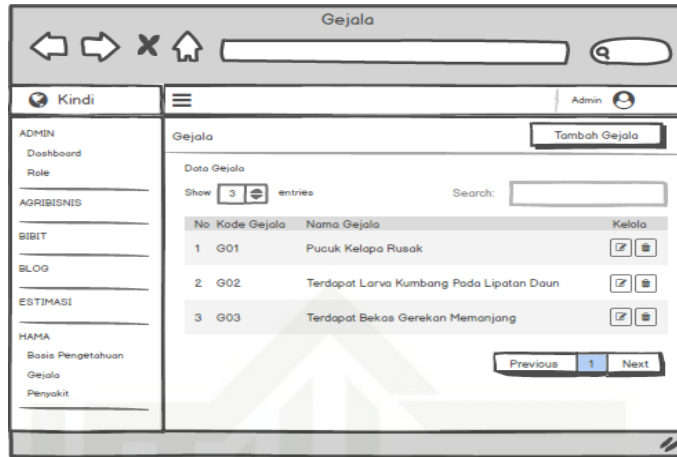 Gejala
Kindi
Admin
ADMIN
Dashboard
Role
AGRIBISNIS
BIBIT
BLOG
ESTIMASI
HAMA
Basis Pengetahuan
Gejala
Penyakit
Gejala
Tambah Gejala
Data Gejala
Show 3 entries Search:
No Kode Gejala Nama Gejala Kelola
1 G01 Pucuk Kelapa Rusak
2 G02 Terdapat Larva Kumbang Pada Lipatan Daun
3 G03 Terdapat Bekas Gerekan Memanjang
Previous 1 Next